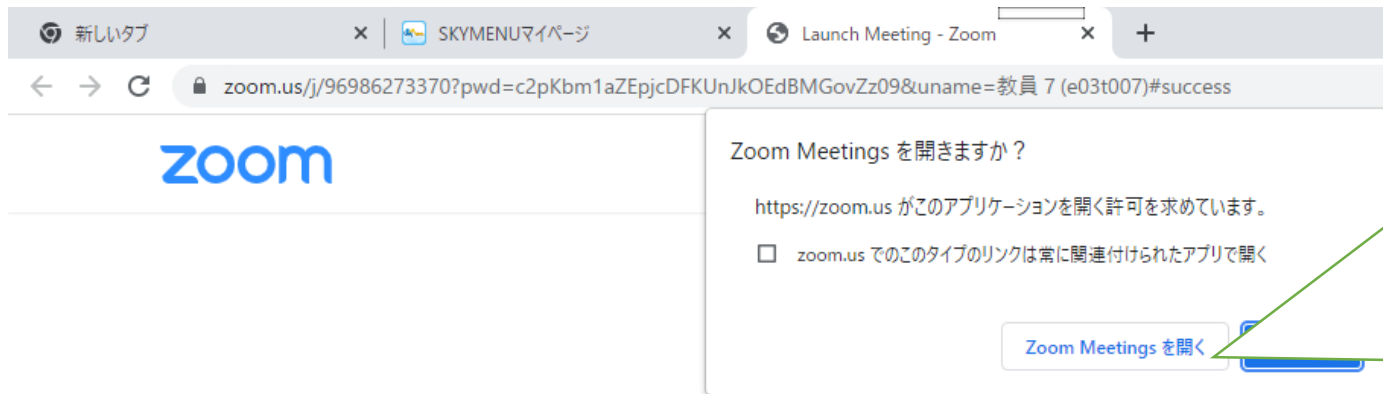 新しいタブ
SKYMENUマイページ
Launch Meeting - Zoom
zoom.us/j/96986273370?pwd=c2pKbm1aZEpjcDFKUnJkOEdBMGovZz09&uname=教員7(e03t007)#success
zoom
Zoom Meetings を開きますか？
https://zoom.us がこのアプリケーションを開く許可を求めています。
zoom.us でのこのタイプのリンクは常に関連付けられたアプリで開く
Zoom Meetings を開く